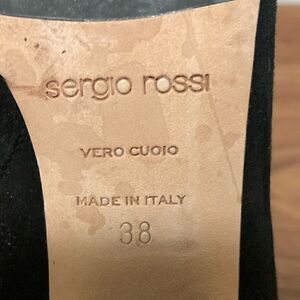 sergio rossi
VERO CUOIO
MADE IN ITALY
38